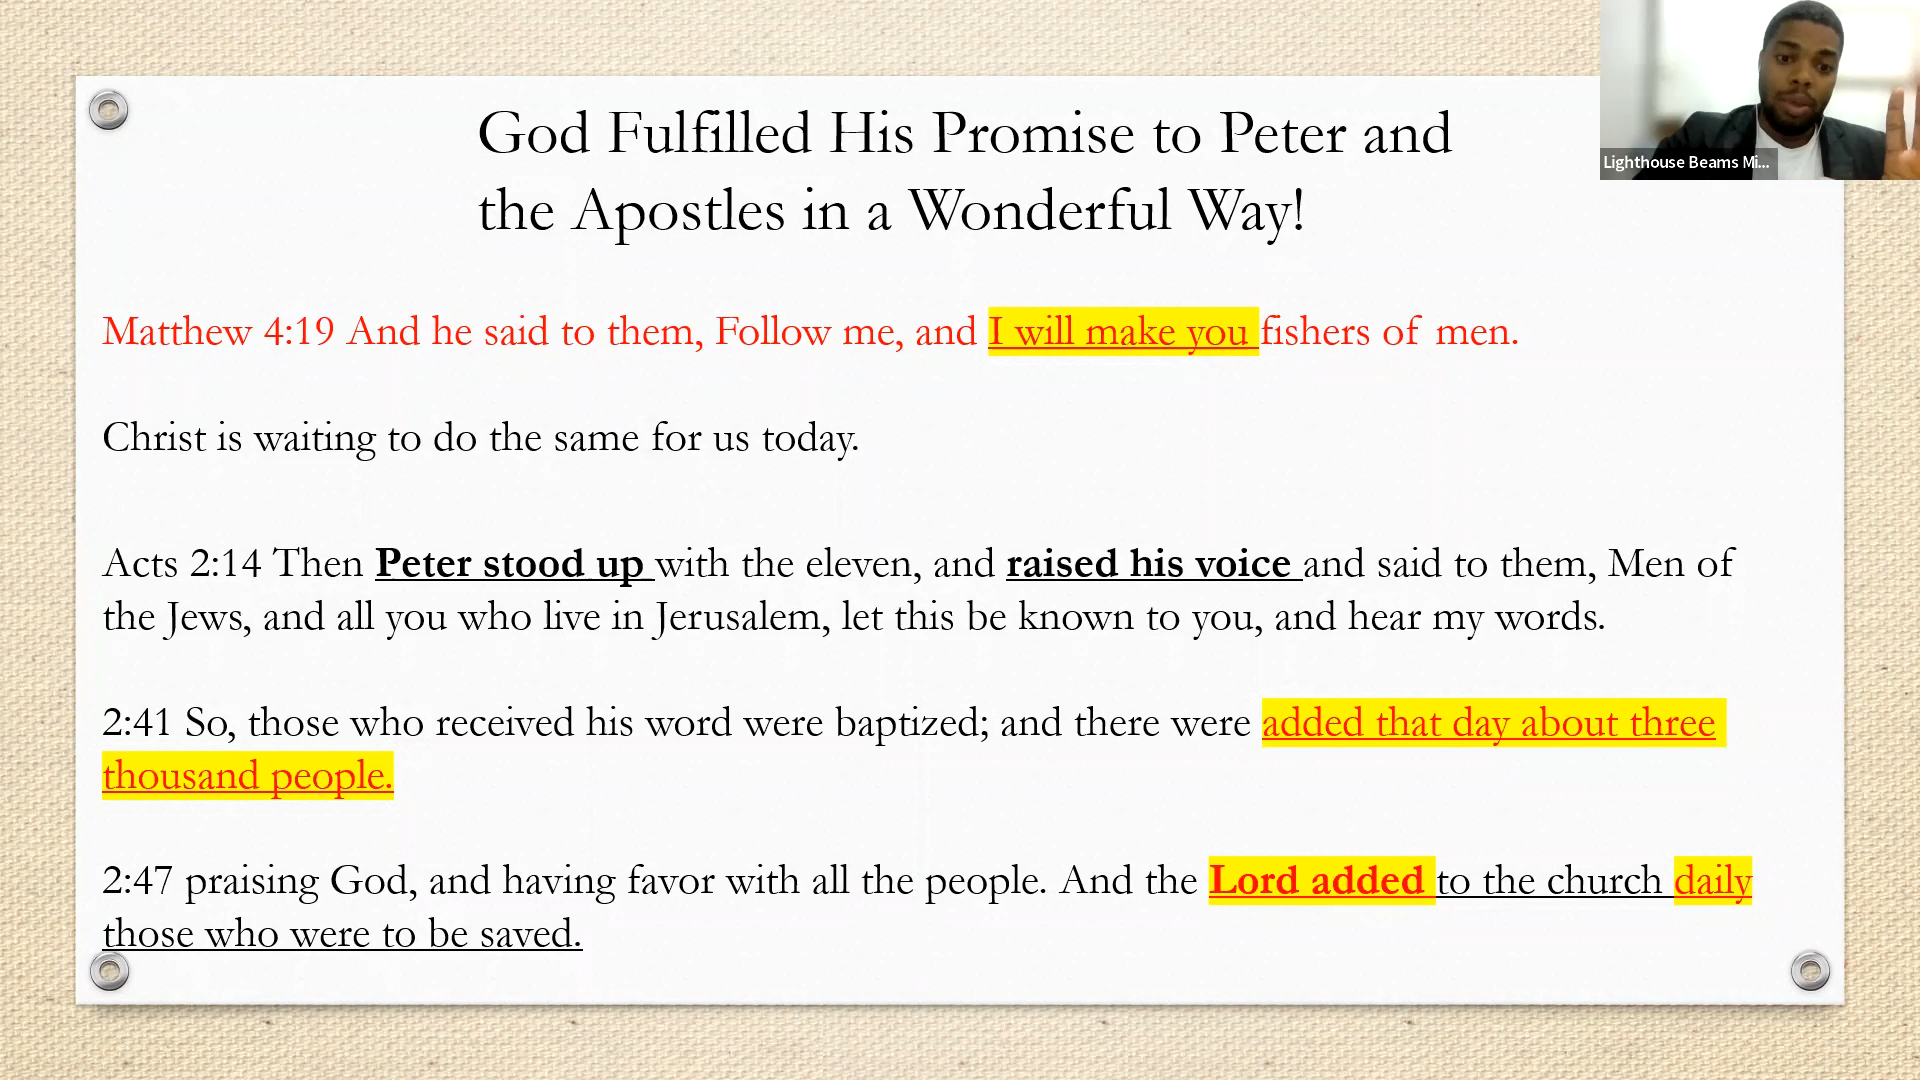 God Fulfilled His Promise to Peter and
the Apostles in a Wonderful Way!
Lighthouse Beams Mi...
Matthew 4:19 And he said to them, Follow me, and I will make you fishers of men.
Christ is waiting to do the same for us today.
Acts 2:14 Then Peter stood up with the eleven, and raised his voice and said to them, Men of
the Jews, and all you who live in Jerusalem, let this be known to you, and hear my words.
2:41 So, those who received his word were baptized; and there were added that day about three
thousand people.
2:47 praising God, and having favor with all the people. And the Lord added to the church daily
those who were to be saved.